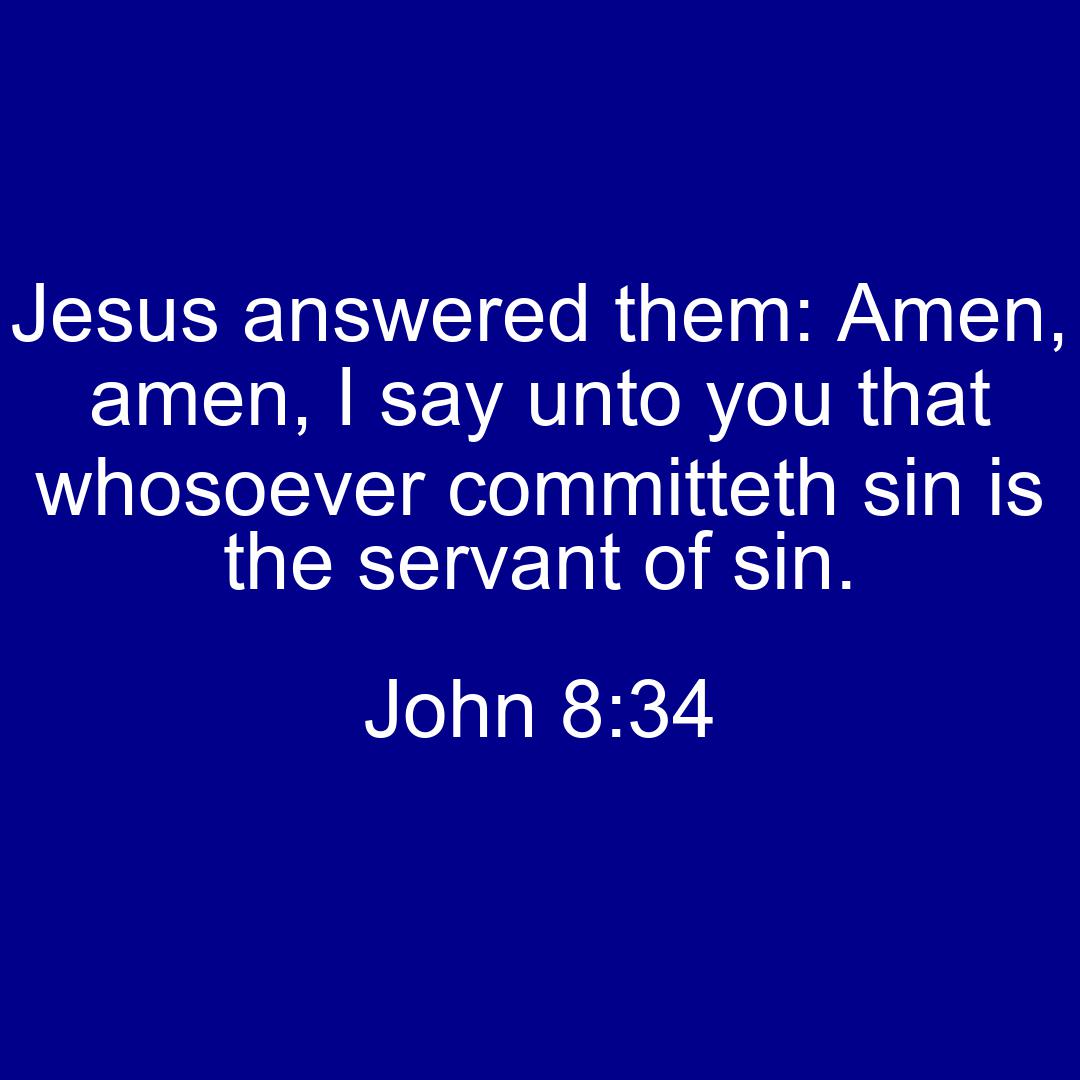 Jesus answered them: Amen,
amen, I say unto you that
whosoever committeth sin is
the servant of sin.
John 8:34